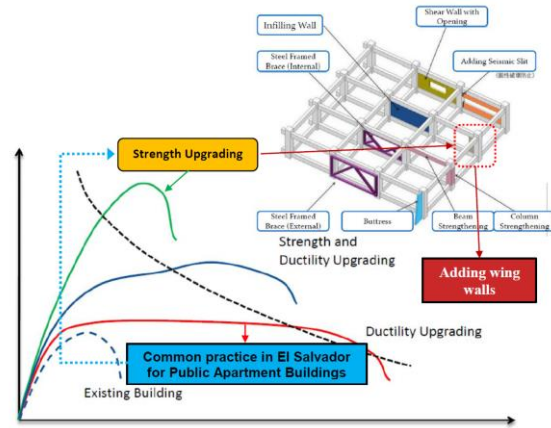 Shear Wall with
Opening
Infilling Wall
Steel Framed
Brace (Internal)
Adding Seismic Slit
Strength Upgrading
Steel Framed
Brace (External)
Buttress
Beam
Strengthening
Column
Strengthening
Strength and
Ductility Upgrading
Adding wing
walls
Ductility Upgrading
Common practice in El Salvador
for Public Apartment Buildings
Existing Building